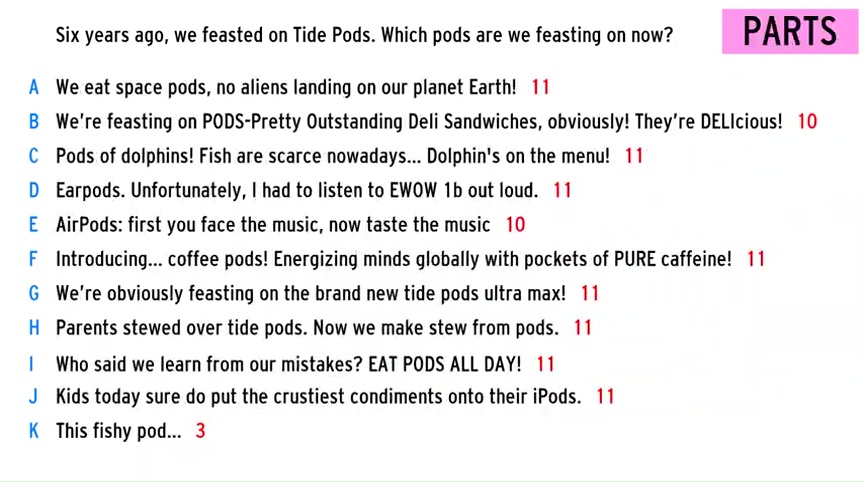 Six years ago, we feasted on Tide Pods. Which pods are we feasting on now?
PARTS
A We eat space pods, no aliens landing on our planet Earth! 11
B We're feasting on PODS-Pretty Outstanding Deli Sandwiches, obviously! They're DELIcious! 10
C Pods of dolphins! Fish are scarce nowadays... Dolphin's on the menu! 11
D Earpods. Unfortunately, I had to listen to EWOW 1b out loud. 11
E AirPods: first you face the music, now taste the music 10
F Introducing... coffee pods! Energizing minds globally with pockets of PURE caffeine! 11
G We're obviously feasting on the brand new tide pods ultra max! 11
H Parents stewed over tide pods. Now we make stew from pods. 11
I Who said we learn from our mistakes? EAT PODS ALL DAY! 11
J Kids today sure do put the crustiest condiments onto their iPods. 11
K This fishy pod... 3